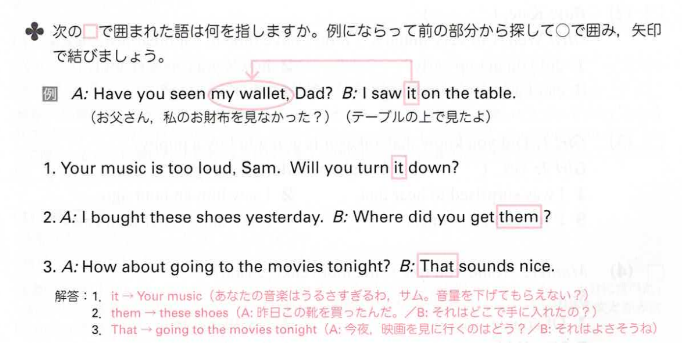 ♣ 次の□で囲まれた語は何を指しますか。例にならって前の部分から探して○で囲み，矢印
で結びましょう。
例 A: Have you seen my wallet, Dad? B: I saw it on the table.
（お父さん，私のお財布を見なかった？）（テーブルの上で見たよ）
1. Your music is too loud, Sam. Will you turn it down?
2. A: I bought these shoes yesterday. B: Where did you get them?
3. A: How about going to the movies tonight? B: That sounds nice.
解答：1. it → Your music（あなたの音楽はうるさすぎるわ，サム。音量を下げてもらえない？）
2. them → these shoes（A: 昨日この靴を買ったんだ。／B: それはどこで手に入れたの？）
3. That → going to the movies tonight（A: 今夜，映画を見に行くのはどう？／B: それはよさそうね）